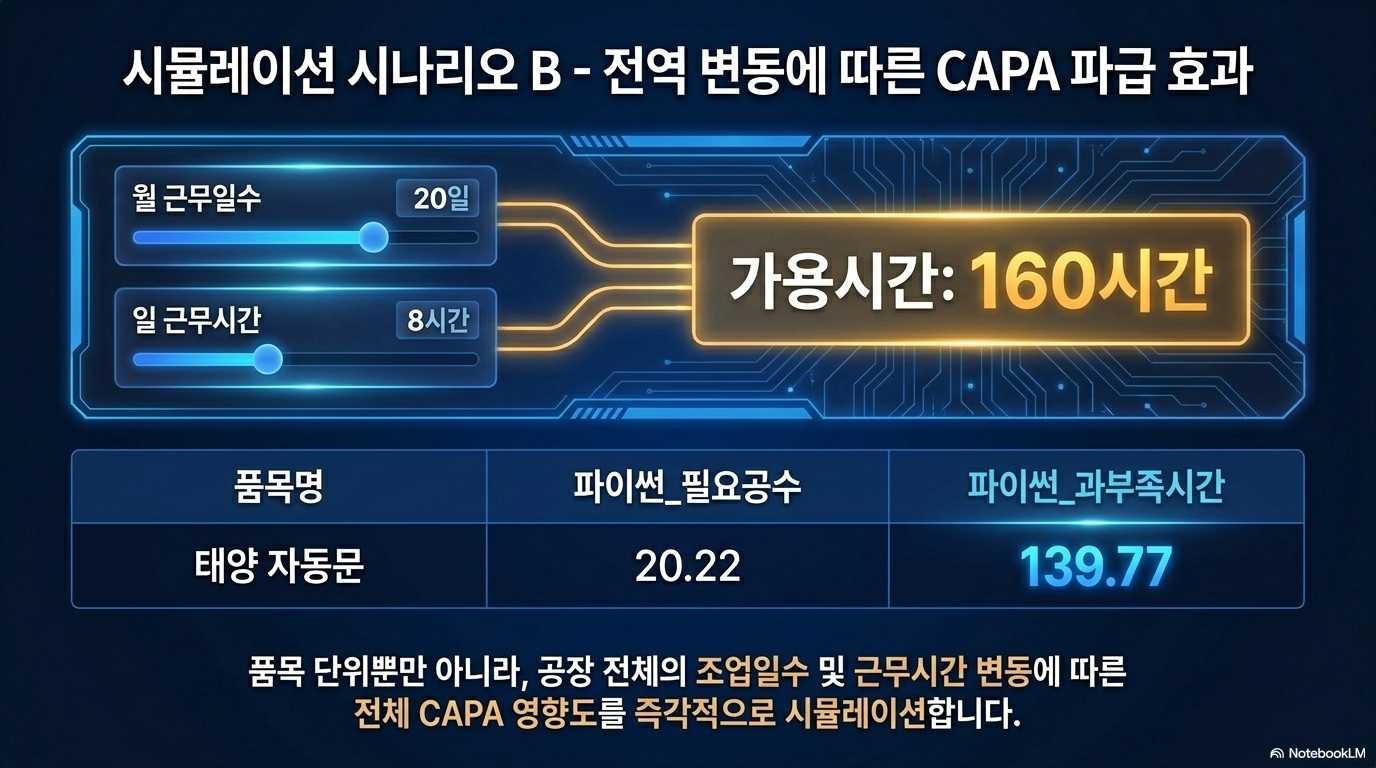 시뮬레이션 시나리오 B - 전역 변동에 따른 CAPA 파급 효과
월 근무일수 20일
일 근무시간 8시간
가용시간: 160시간
품목명 파이썬_필요공수 파이썬_과부족시간
태양 자동문 20.22 139.77
품목 단위뿐만 아니라, 공장 전체의 조업일수 및 근무시간 변동에 따른
전체 CAPA 영향도를 즉각적으로 시뮬레이션합니다.
NotebookLM